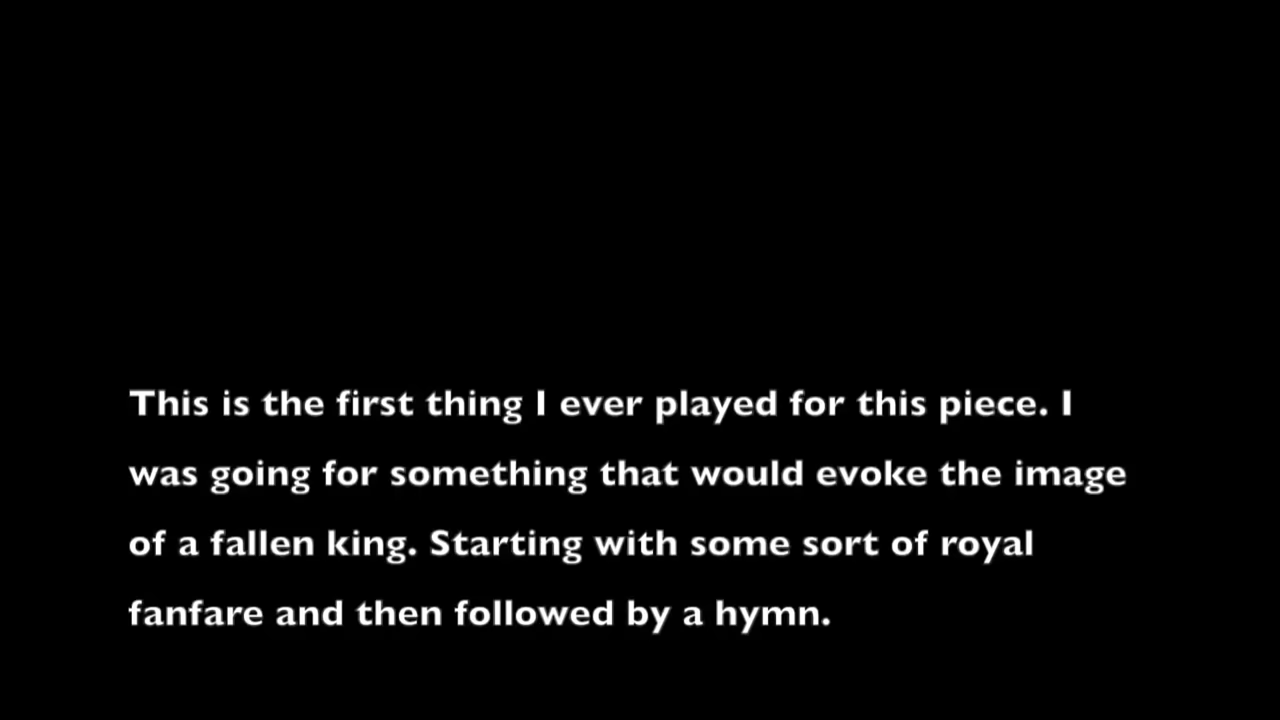 This is the first thing I ever played for this piece. I
was going for something that would evoke the image
of a fallen king. Starting with some sort of royal
fanfare and then followed by a hymn.